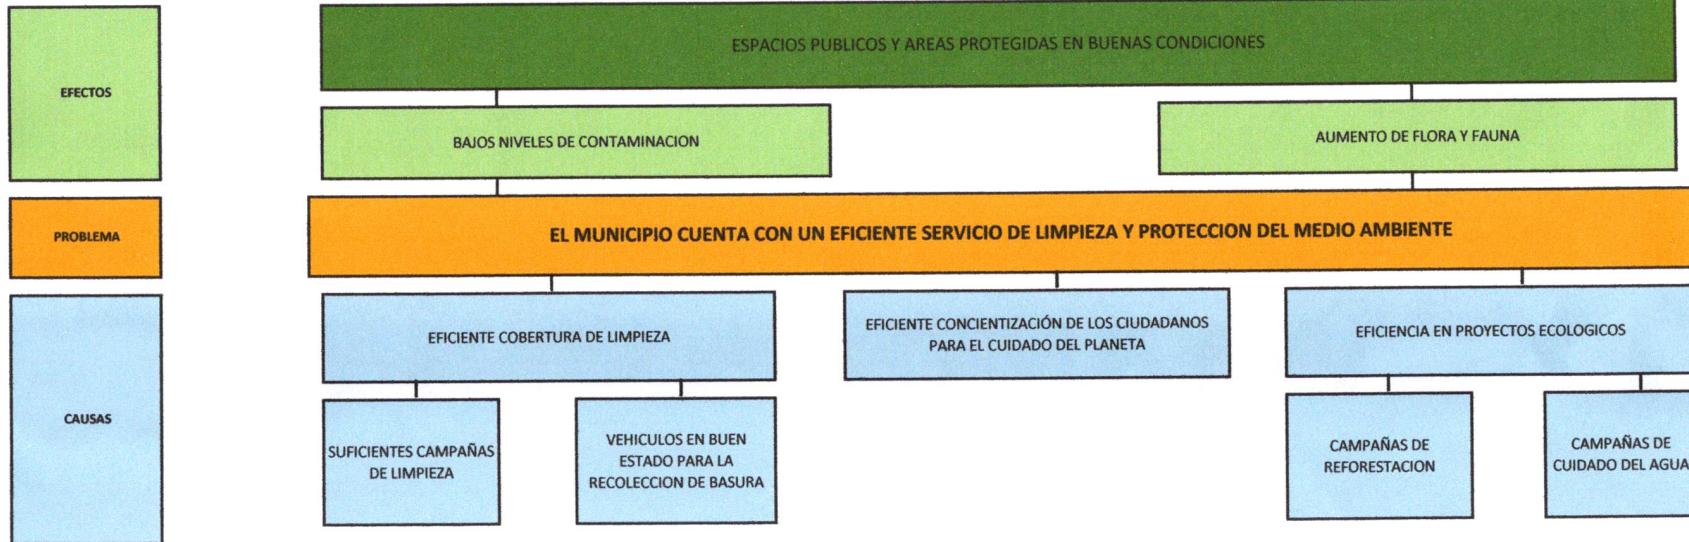 ESPACIOS PUBLICOS Y AREAS PROTEGIDAS EN BUENAS CONDICIONES
EFECTOS
BAJOS NIVELES DE CONTAMINACION
AUMENTO DE FLORA Y FAUNA
PROBLEMA
EL MUNICIPIO CUENTA CON UN EFICIENTE SERVICIO DE LIMPIEZA Y PROTECCION DEL MEDIO AMBIENTE
EFICIENTE COBERTURA DE LIMPIEZA
EFICIENTE CONCIENTIZACIÓN DE LOS CIUDADANOS
PARA EL CUIDADO DEL PLANETA
EFICIENCIA EN PROYECTOS ECOLOGICOS
CAUSAS
SUFICIENTES CAMPAÑAS
DE LIMPIEZA
VEHICULOS EN BUEN
ESTADO PARA LA
RECOLECCION DE BASURA
CAMPAÑAS DE
REFORESTACION
CAMPAÑAS DE
CUIDADO DEL AGUA